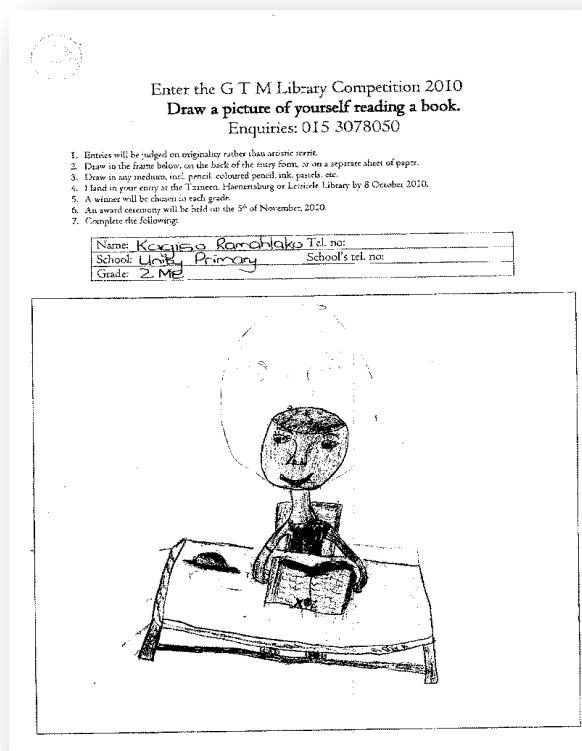 Enter the G T M Library Competition 2010
Draw a picture of yourself reading a book.
Enquiries: 015 3078050
1. Entries will be judged on originality rather than artistic merit.
2. Draw in the frame below, on the back of the entry form, or on a separate sheet of paper.
3. Draw in any medium, incl. pencil, coloured pencil, ink, pastels, etc.
4. Hand in your entry at the Tzaneen, Haenertsburg or Letsitele Library by 8 October 2010.
5. A winner will be chosen in each grade.
6. An award ceremony will be held on the 5th of November, 2010.
7. Complete the following:
Name: Kagiso Ramahlako Tel. no:
School: Unity Primary School's tel. no:
Grade: 2 MP